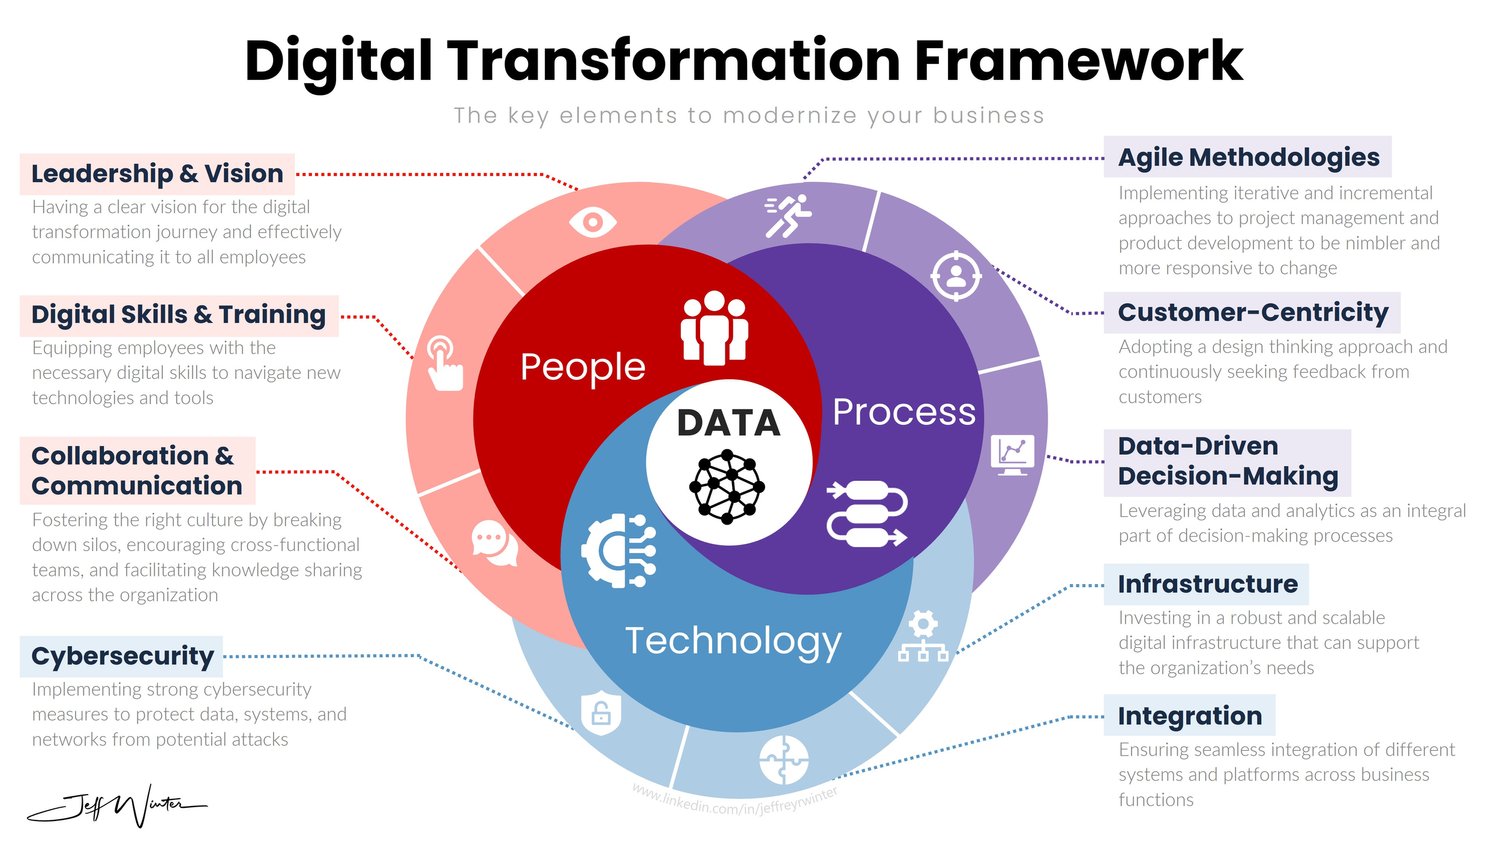 Digital Transformation Framework
The key elements to modernize your business
Leadership & Vision
Having a clear vision for the digital
transformation journey and effectively
communicating it to all employees
Digital Skills & Training
Equipping employees with the
necessary digital skills to navigate new
technologies and tools
Collaboration &
Communication
Fostering the right culture by breaking
down silos, encouraging cross-functional
teams, and facilitating knowledge sharing
across the organization
Cybersecurity
Implementing strong cybersecurity
measures to protect data, systems, and
networks from potential attacks
Jeff Winter
People
DATA
Process
Technology
www.linkedin.com/in/jeffreyrwinter
Agile Methodologies
Implementing iterative and incremental
approaches to project management and
product development to be nimbler and
more responsive to change
Customer-Centricity
Adopting a design thinking approach and
continuously seeking feedback from
customers
Data-Driven
Decision-Making
Leveraging data and analytics as an integral
part of decision-making processes
Infrastructure
Investing in a robust and scalable
digital infrastructure that can support
the organization’s needs
Integration
Ensuring seamless integration of different
systems and platforms across business
functions